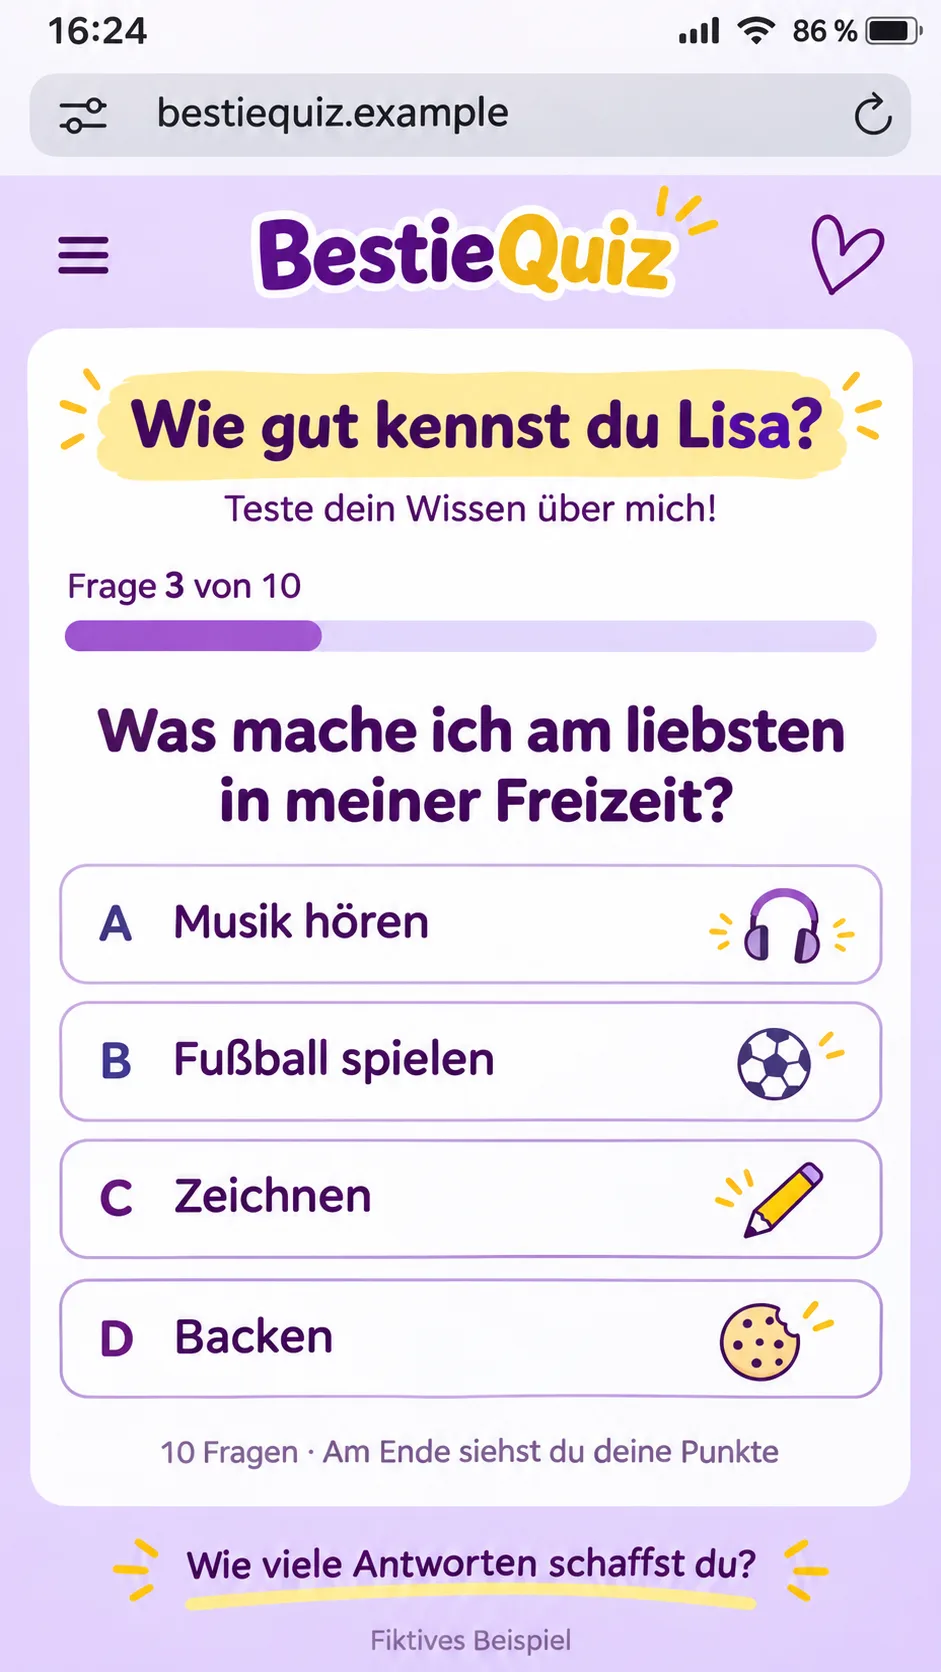 16:24
86 %
bestiequiz.example
BestieQuiz
Wie gut kennst du Lisa?
Teste dein Wissen über mich!
Frage 3 von 10
Was mache ich am liebsten
in meiner Freizeit?
A Musik hören
B Fußball spielen
C Zeichnen
D Backen
10 Fragen · Am Ende siehst du deine Punkte
Wie viele Antworten schaffst du?
Fiktives Beispiel